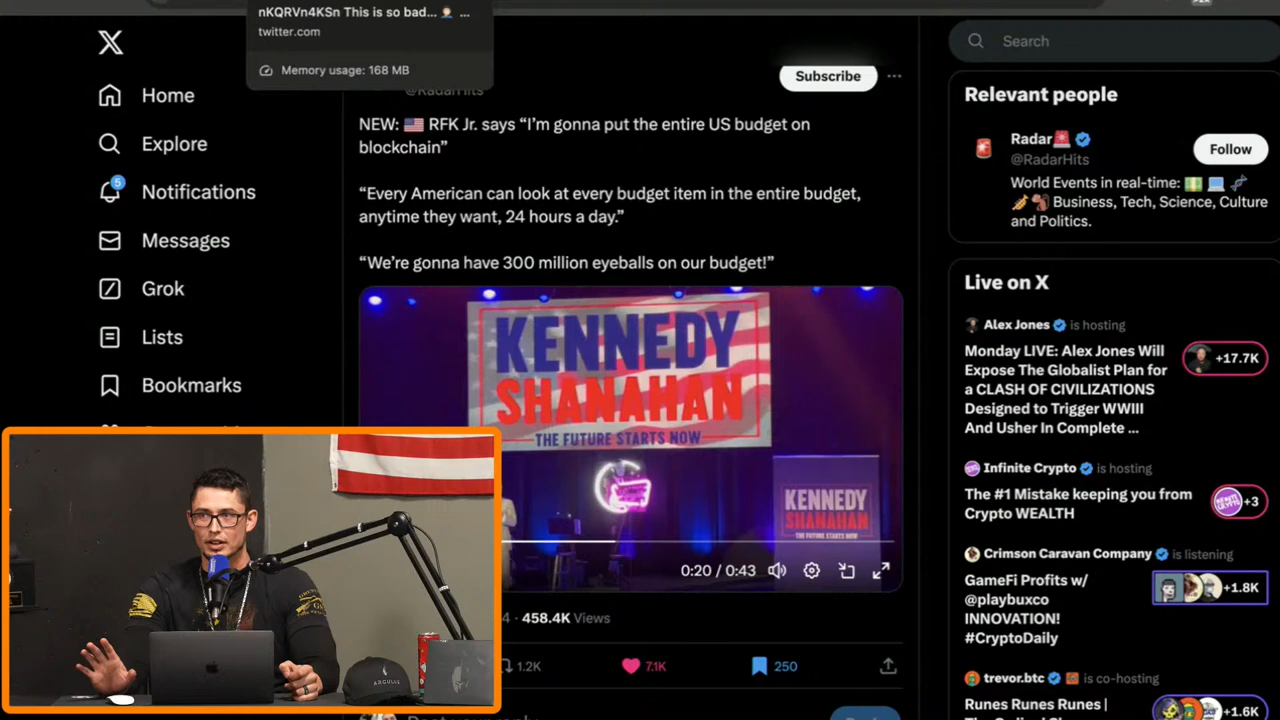 nKQRVn4KSn This is so bad... 🤦🏻‍♂️ ...
twitter.com
Memory usage: 168 MB
Home
Explore
5
Notifications
Messages
Grok
Lists
Bookmarks
@RadarHits
Subscribe
NEW: 🇺🇸 RFK Jr. says “I’m gonna put the entire US budget on
blockchain”
“Every American can look at every budget item in the entire budget,
anytime they want, 24 hours a day.”
“We’re gonna have 300 million eyeballs on our budget!”
KENNEDY
SHANAHAN
THE FUTURE STARTS NOW
KENNEDY
SHANAHAN
THE FUTURE STARTS NOW
0:20 / 0:43
4 · 458.4K Views
1.2K
7.1K
250
ARGULLE
Search
Relevant people
Radar🚨
@RadarHits
Follow
World Events in real-time: 💵 💻 🧬
🎺🐿️ Business, Tech, Science, Culture
and Politics.
Live on X
Alex Jones is hosting
Monday LIVE: Alex Jones Will
Expose The Globalist Plan for
a CLASH OF CIVILIZATIONS
Designed to Trigger WWIII
And Usher In Complete ...
+17.7K
Infinite Crypto is hosting
The #1 Mistake keeping you from
Crypto WEALTH
+3
Crimson Caravan Company is listening
GameFi Profits w/
@playbuxco
INNOVATION!
#CryptoDaily
+1.8K
trevor.btc is co-hosting
Runes Runes Runes |
+1.6K